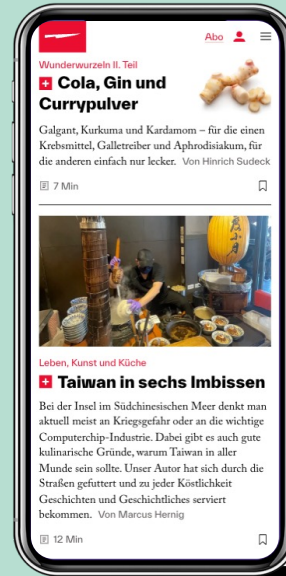 Abo
Wunderwurzeln II. Teil
+ Cola, Gin und
Currypulver
Galgant, Kurkuma und Kardamom – für die einen
Krebsmittel, Galletreiber und Aphrodisiakum, für
die anderen einfach nur lecker. Von Hinrich Sudeck
7 Min
Leben, Kunst und Küche
+ Taiwan in sechs Imbissen
Bei der Insel im Südchinesischen Meer denkt man
aktuell meist an Kriegsgefahr oder an die wichtige
Computerchip-Industrie. Dabei gibt es auch gute
kulinarische Gründe, warum Taiwan in aller
Munde sein sollte. Unser Autor hat sich durch die
Straßen gefuttert und zu jeder Köstlichkeit
Geschichten und Geschichtliches serviert
bekommen. Von Marcus Hernig
12 Min